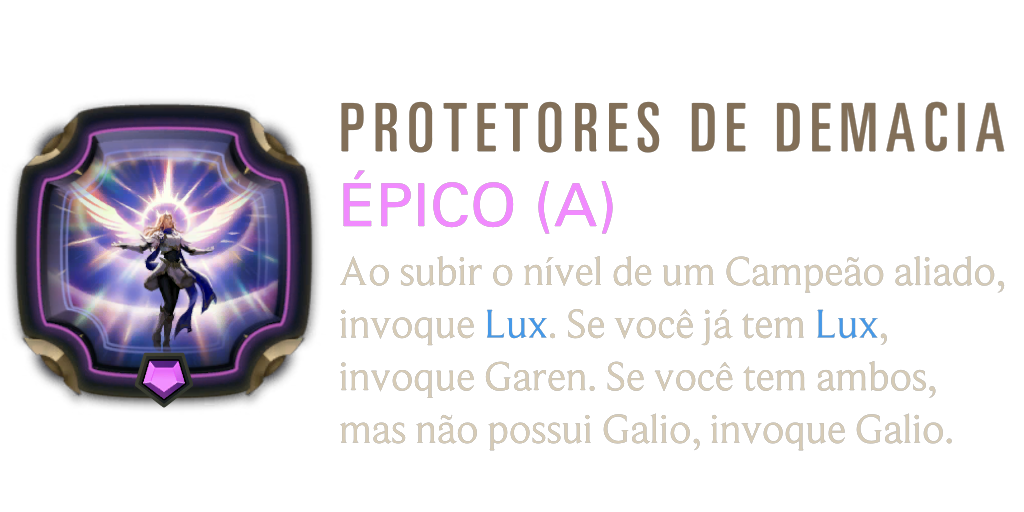 PROTETORES DE DEMACIA
ÉPICO (A)
Ao subir o nível de um Campeão aliado,
invoque Lux. Se você já tem Lux,
invoque Garen. Se você tem ambos,
mas não possui Galio, invoque Galio.